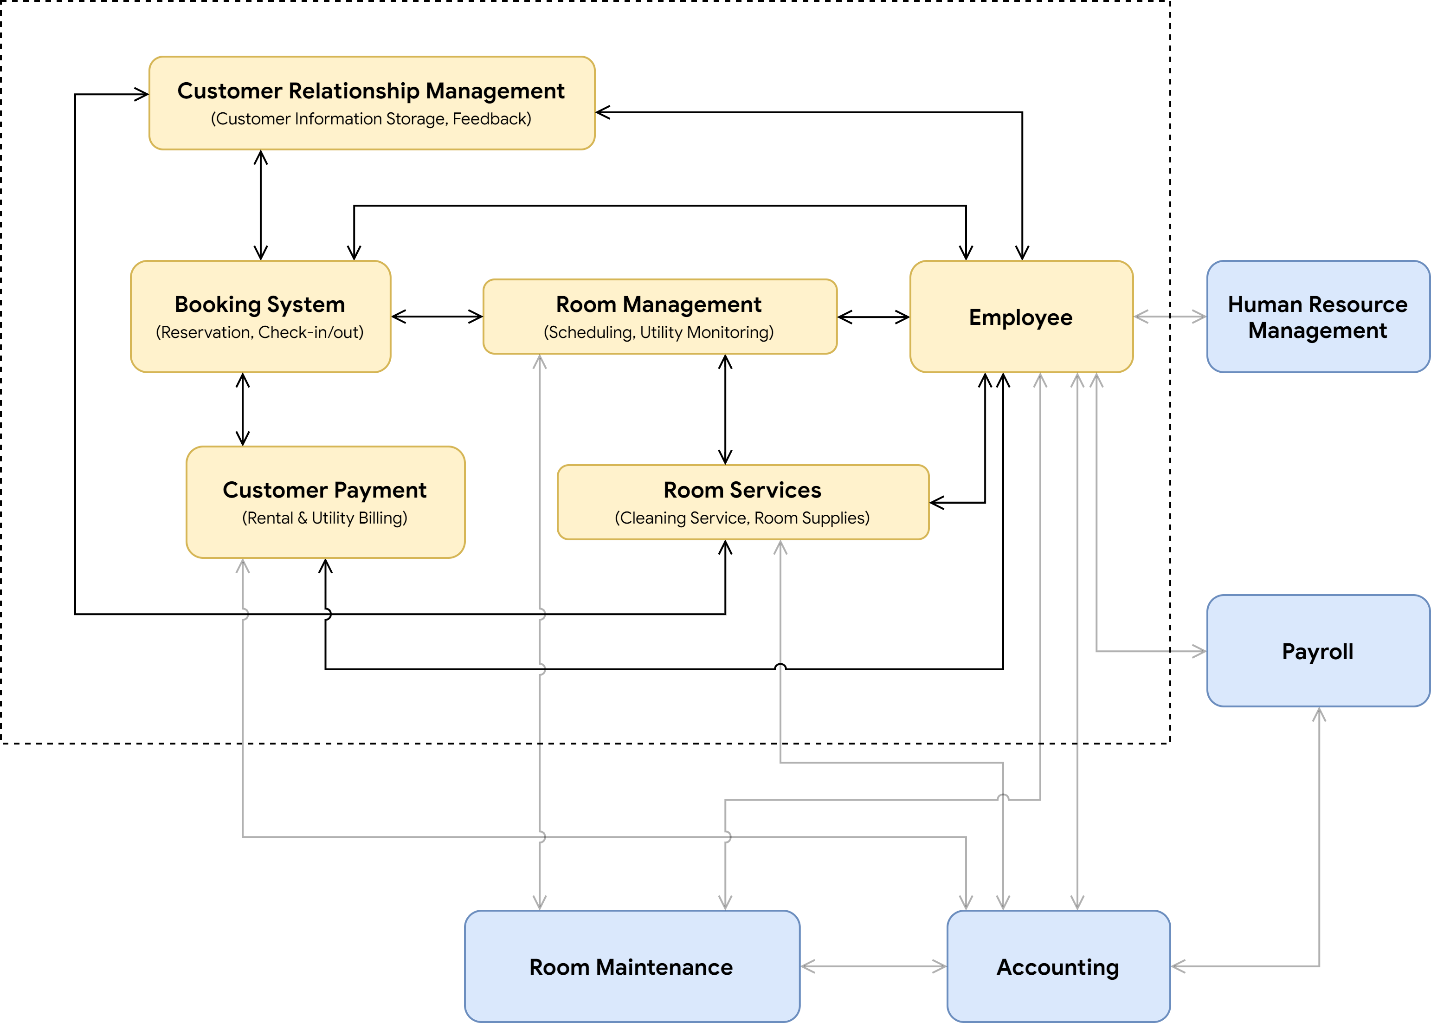 Customer Relationship Management
(Customer Information Storage, Feedback)
Booking System
(Reservation, Check-in/out)
Room Management
(Scheduling, Utility Monitoring)
Employee
Human Resource
Management
Customer Payment
(Rental & Utility Billing)
Room Services
(Cleaning Service, Room Supplies)
Payroll
Room Maintenance
Accounting